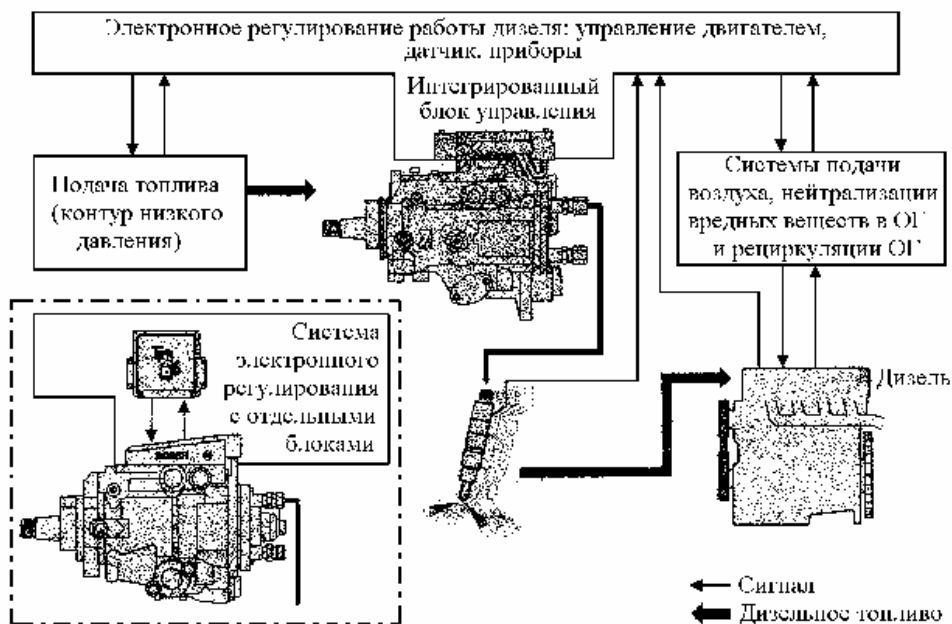 Электронное регулирование работы дизеля: управление двигателем,
датчик. приборы
Интегрированный
блок управления
Подача топлива
(контур низкого
давления)
Системы подачи
воздуха, нейтрализации
вредных веществ в ОГ
и рециркуляции ОГ
Система
электронного
регулирования
с отдельными
блоками
BOSCH
Дизель
Сигнал
Дизельное топливо